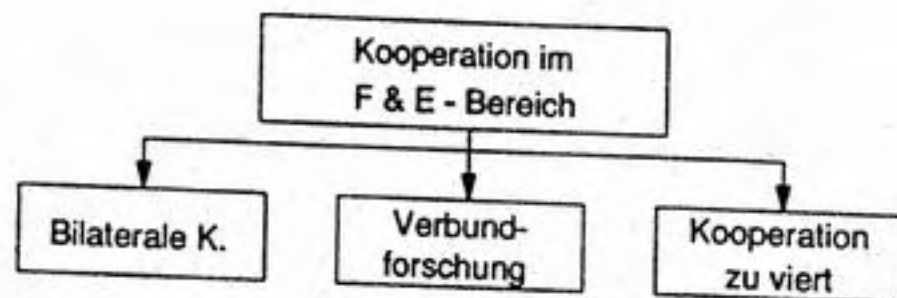 Kooperation im
F & E - Bereich
Bilaterale K.
Verbund-
forschung
Kooperation
zu viert